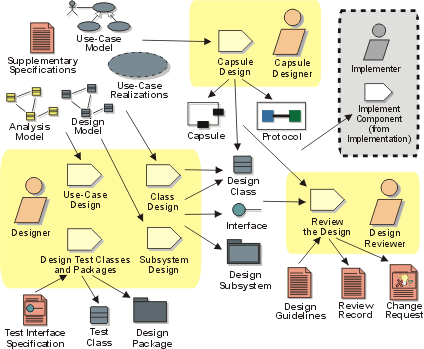 Use-Case
Model
Supplementary
Specifications
Use-Case
Realizations
Analysis
Model
Design
Model
Capsule
Design
Capsule
Designer
Capsule
Protocol
Implementer
Implement
Component
(from
Implementation)
Designer
Use-Case
Design
Class
Design
Design Test Classes
and Packages
Subsystem
Design
Design
Class
Interface
Design
Subsystem
Review
the Design
Design
Reviewer
Test Interface
Specification
Test
Class
Design
Package
Design
Guidelines
Review
Record
Change
Request